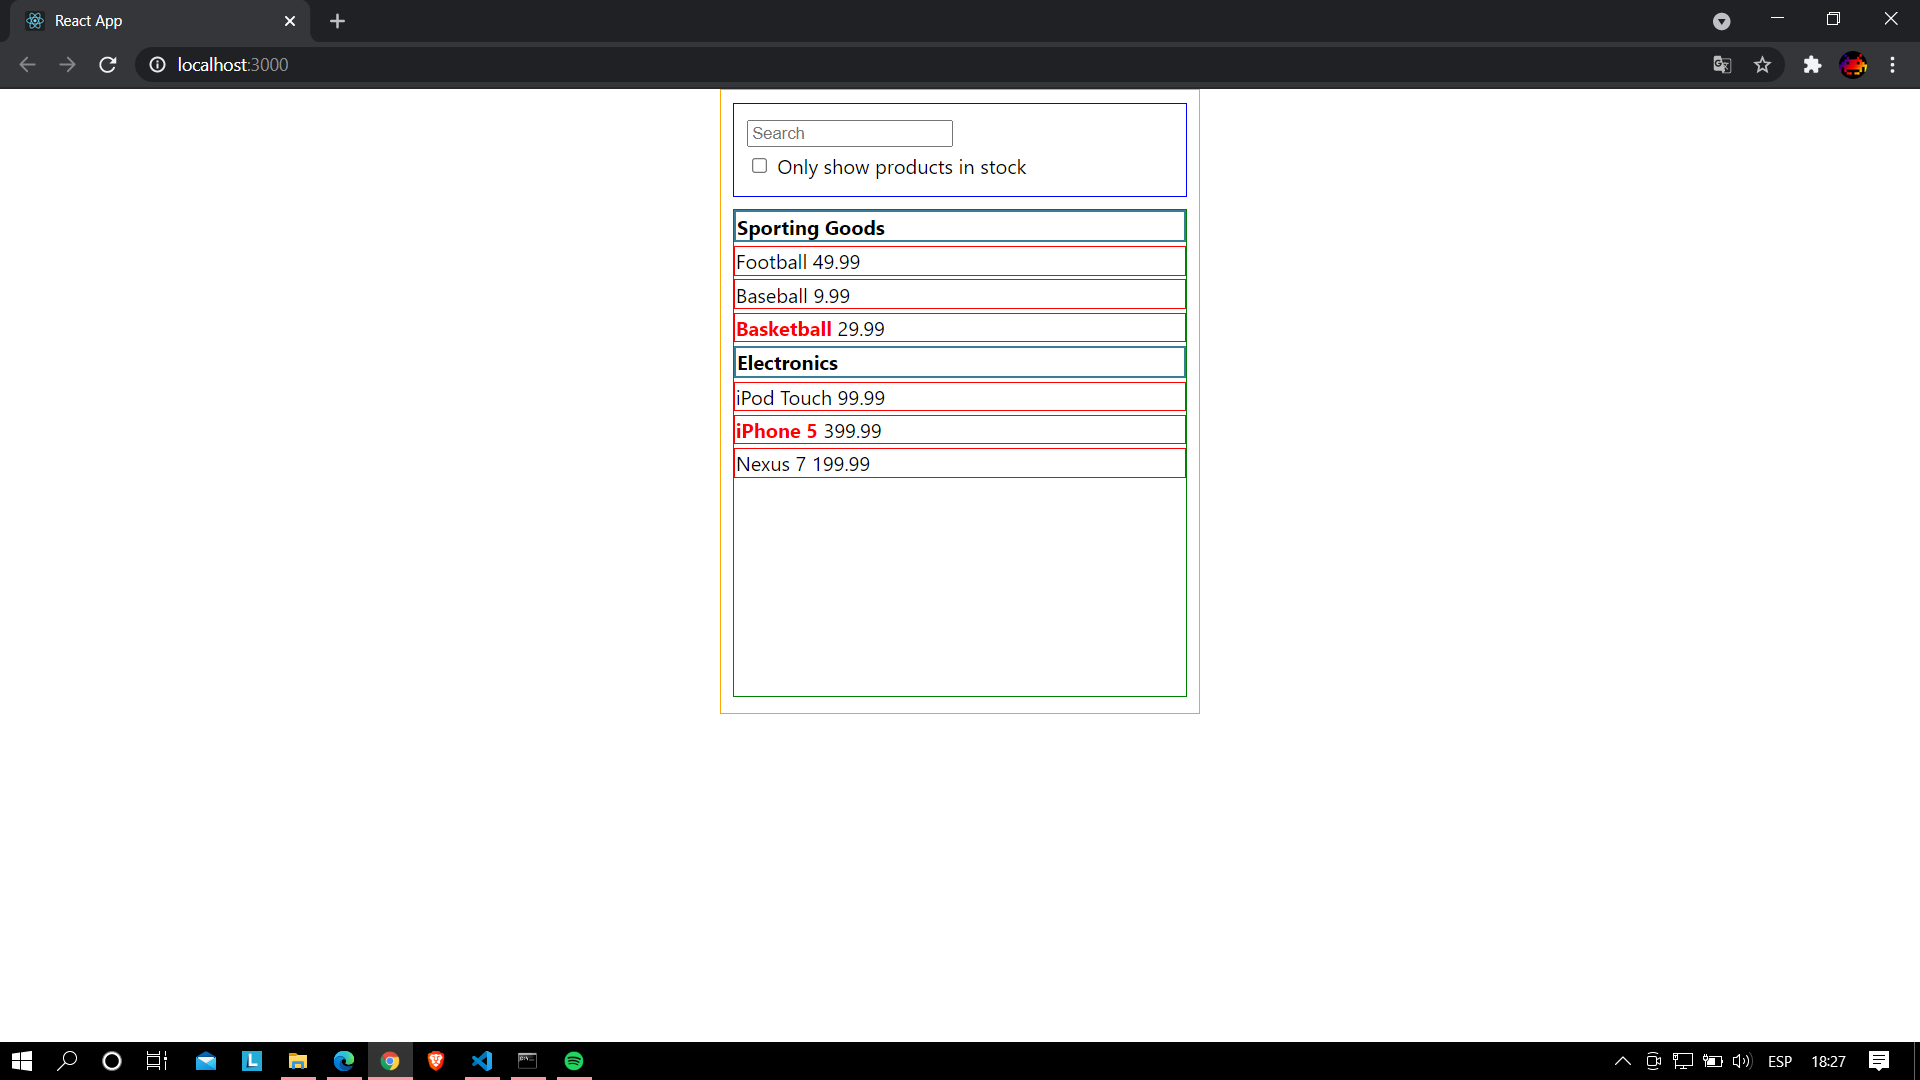 React App
localhost:3000
Search
Only show products in stock
Sporting Goods
Football 49.99
Baseball 9.99
Basketball 29.99
Electronics
iPod Touch 99.99
iPhone 5 399.99
Nexus 7 199.99
L
ESP 18:27